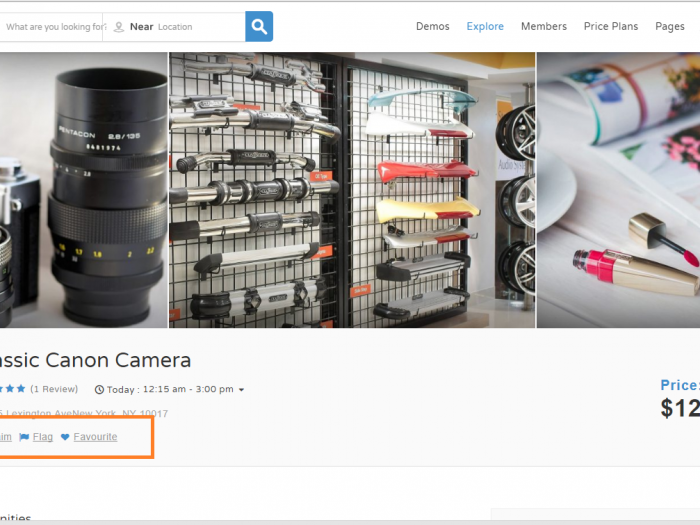 What are you looking for?
Near Location
Demos Explore Members Price Plans Pages
PENTACON 2.8/135
8481974
assic Canon Camera
(1 Review) Today : 12:15 am - 3:00 pm
Lexington AveNew York, NY, 10017
im Flag Favourite
Price:
$12
nities